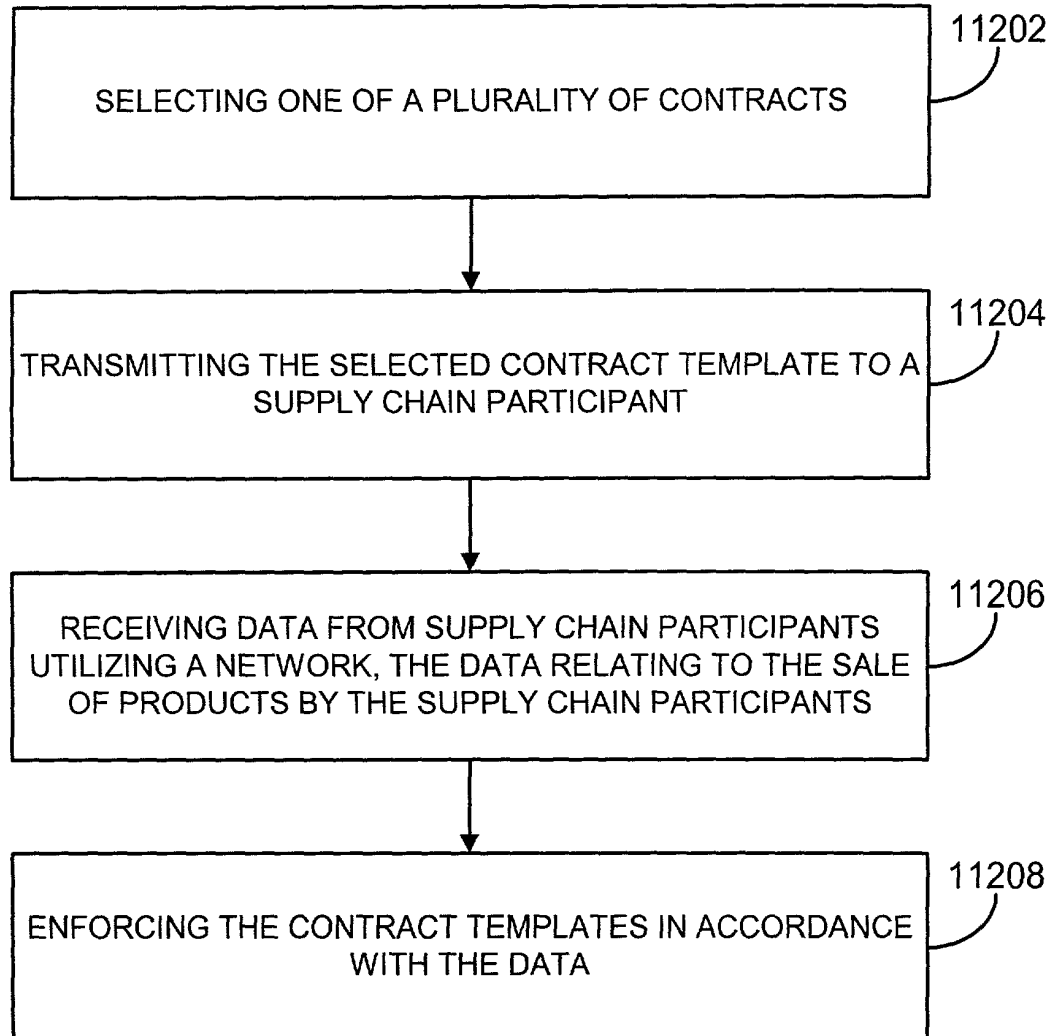 11202
SELECTING ONE OF A PLURALITY OF CONTRACTS
11204
TRANSMITTING THE SELECTED CONTRACT TEMPLATE TO A
SUPPLY CHAIN PARTICIPANT
11206
RECEIVING DATA FROM SUPPLY CHAIN PARTICIPANTS
UTILIZING A NETWORK, THE DATA RELATING TO THE SALE
OF PRODUCTS BY THE SUPPLY CHAIN PARTICIPANTS
11208
ENFORCING THE CONTRACT TEMPLATES IN ACCORDANCE
WITH THE DATA